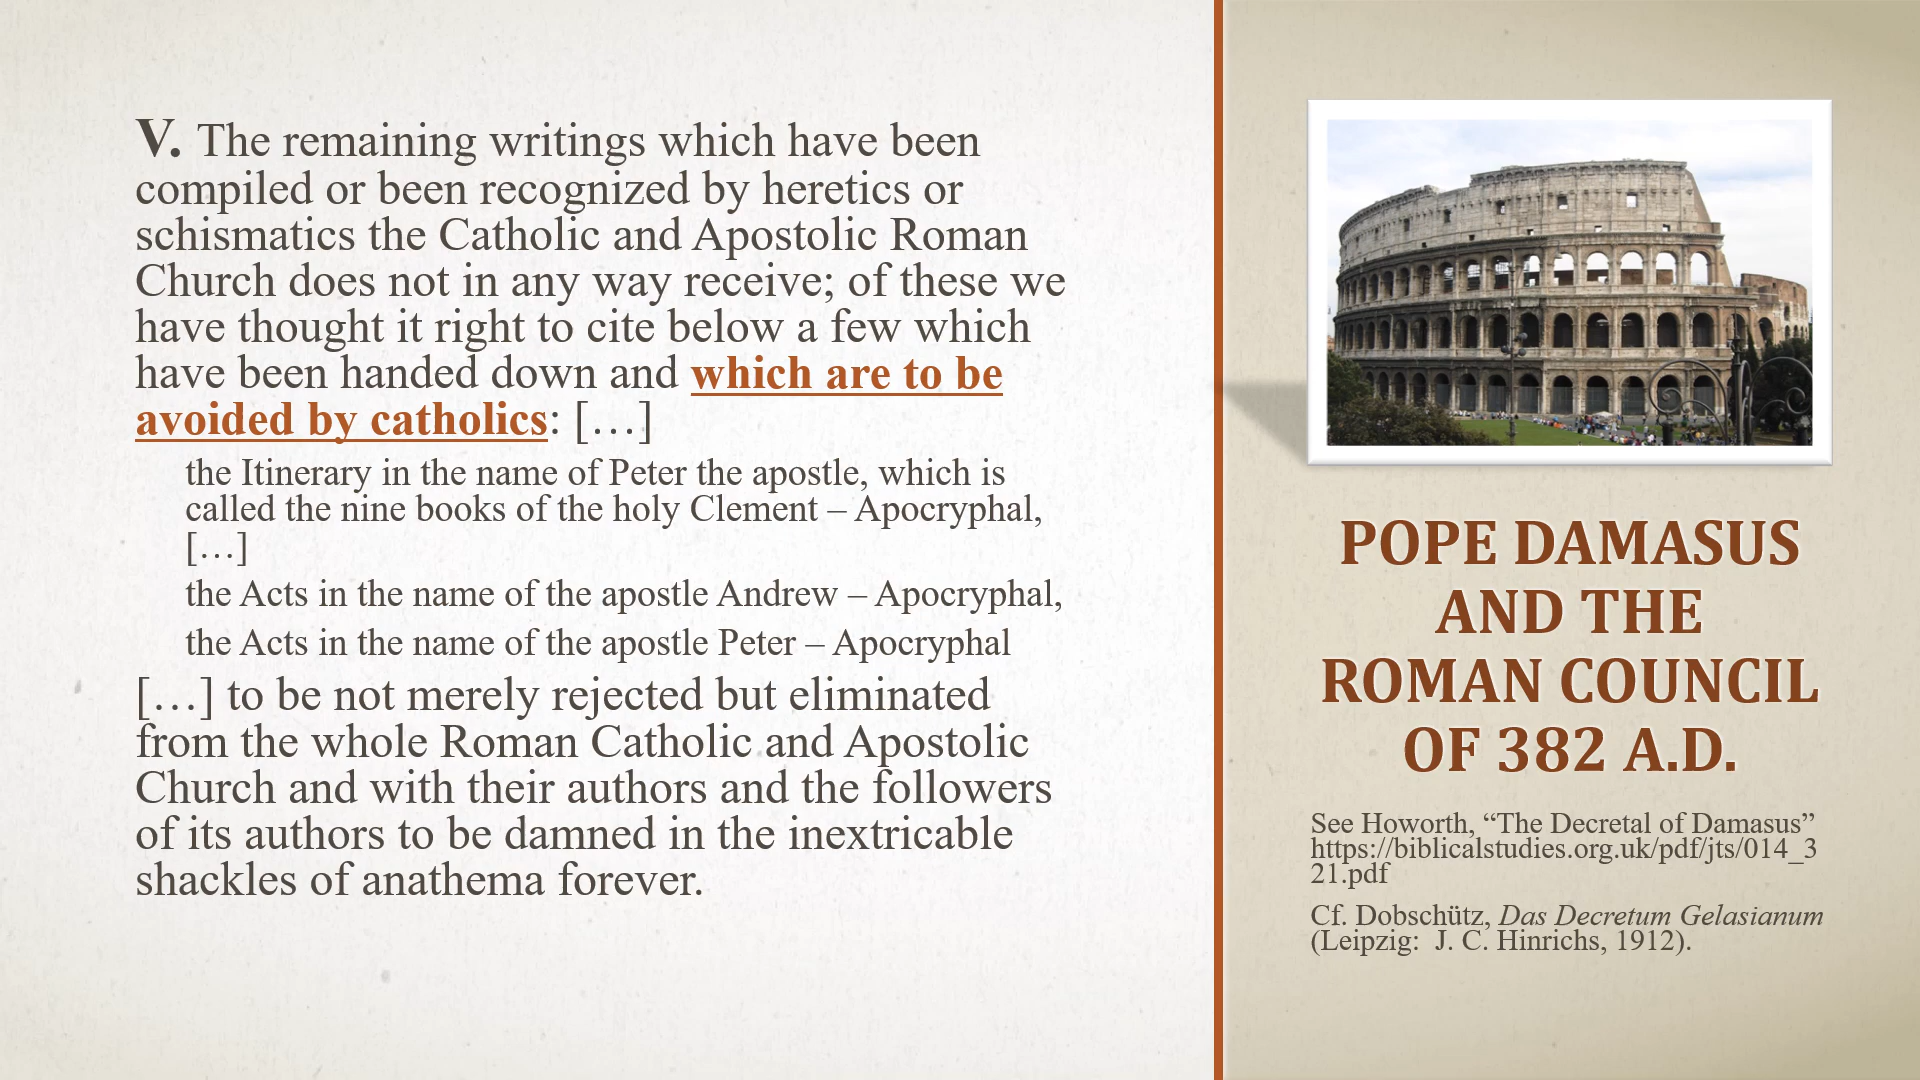 V. The remaining writings which have been
compiled or been recognized by heretics or
schismatics the Catholic and Apostolic Roman
Church does not in any way receive; of these we
have thought it right to cite below a few which
have been handed down and which are to be
avoided by catholics: […]
the Itinerary in the name of Peter the apostle, which is
called the nine books of the holy Clement – Apocryphal,
[…]
the Acts in the name of the apostle Andrew – Apocryphal,
the Acts in the name of the apostle Peter – Apocryphal
[…] to be not merely rejected but eliminated
from the whole Roman Catholic and Apostolic
Church and with their authors and the followers
of its authors to be damned in the inextricable
shackles of anathema forever.
POPE DAMASUS
AND THE
ROMAN COUNCIL
OF 382 A.D.
See Howorth, “The Decretal of Damasus”
https://biblicalstudies.org.uk/pdf/jts/014_3
21.pdf
Cf. Dobschütz, Das Decretum Gelasianum
(Leipzig:  J. C. Hinrichs, 1912).